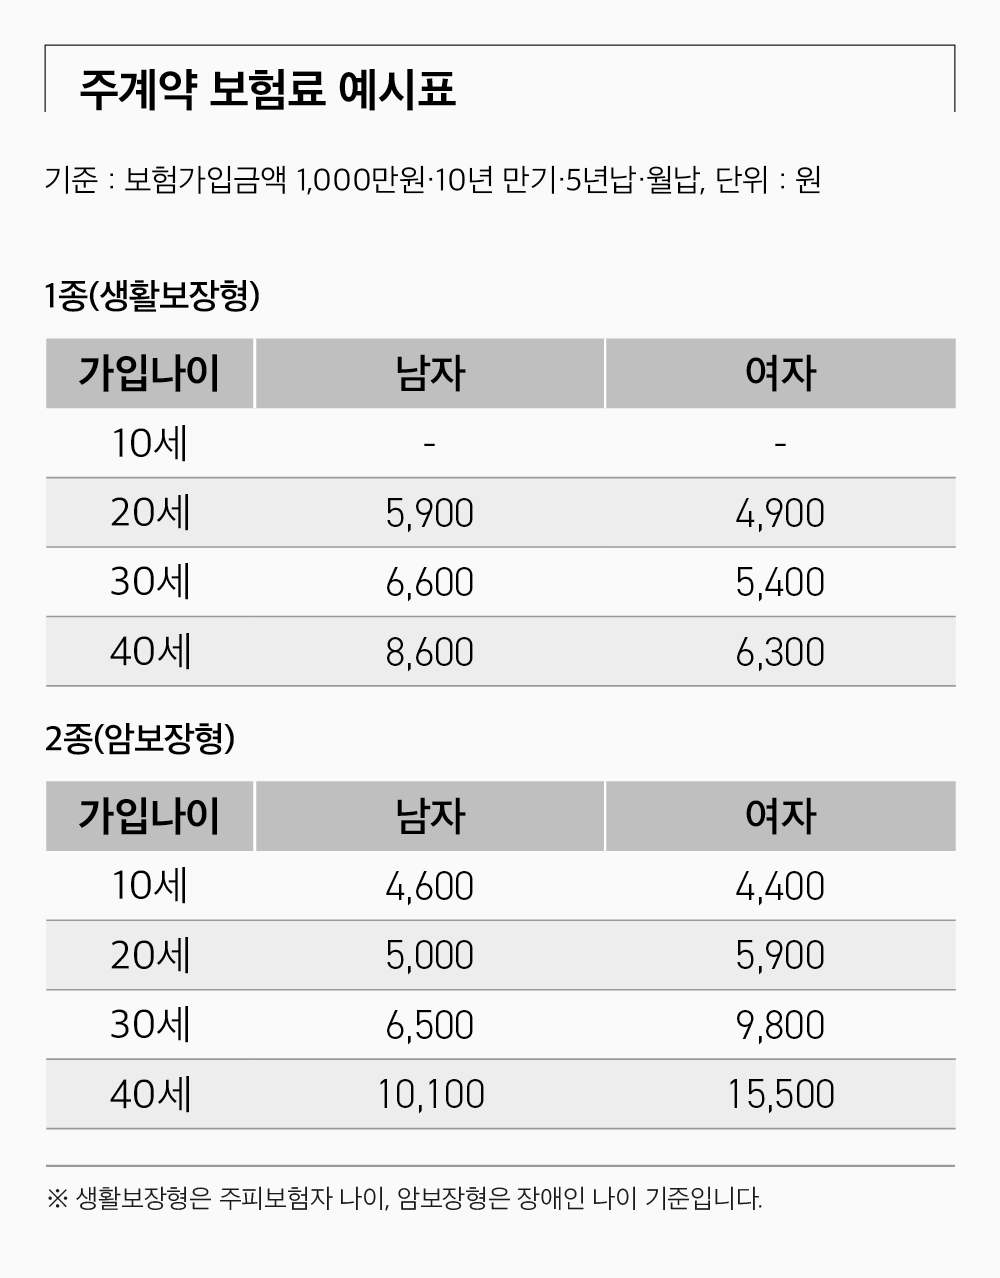 주계약 보험료 예시표
기준 : 보험가입금액 1,000만원·10년 만기·5년납·월납, 단위 : 원
1종(생활보장형)
가입나이 남자 여자
10세 - -
20세 5,900 4,900
30세 6,600 5,400
40세 8,600 6,300
2종(암보장형)
가입나이 남자 여자
10세 4,600 4,400
20세 5,000 5,900
30세 6,500 9,800
40세 10,100 15,500
※ 생활보장형은 주피보험자 나이, 암보장형은 장애인 나이 기준입니다.